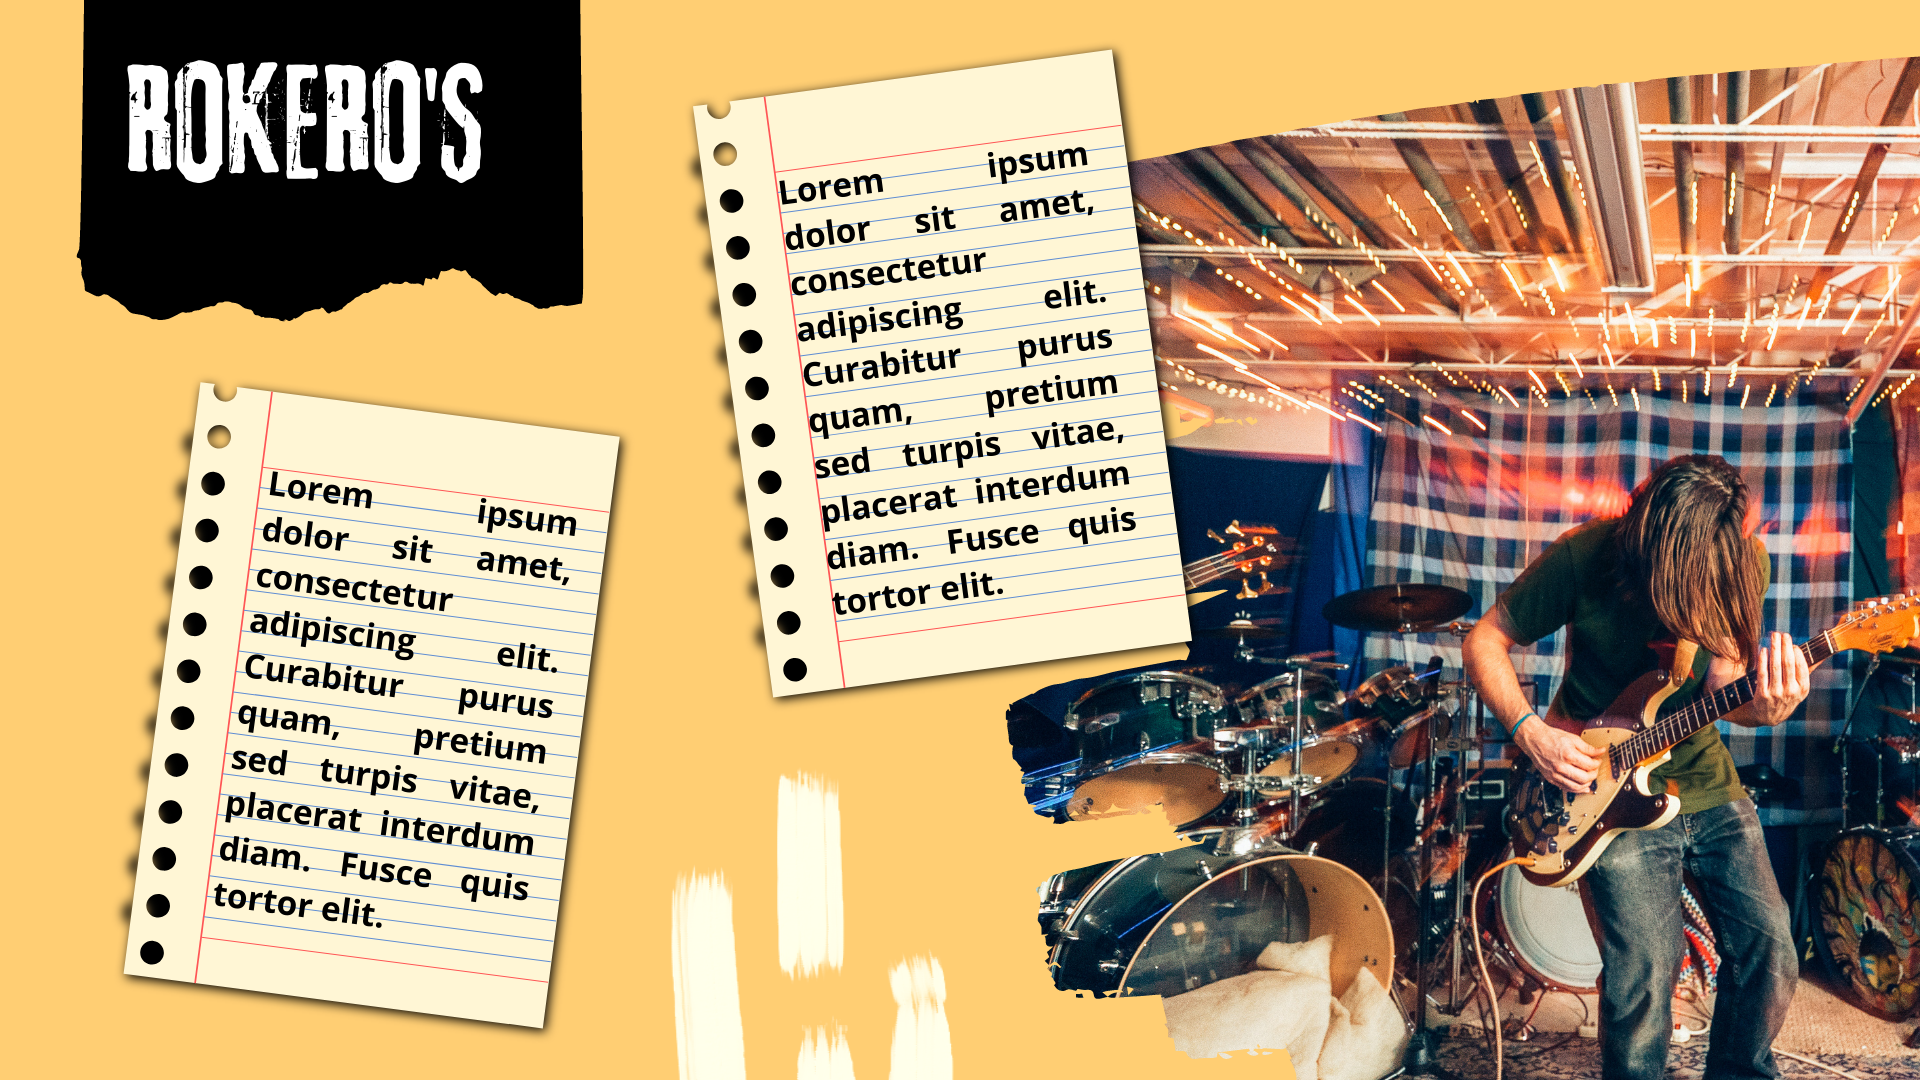 ROKERO'S
Lorem ipsum
dolor sit amet,
consectetur
adipiscing elit.
Curabitur purus
quam, pretium
sed turpis vitae,
placerat interdum
diam. Fusce quis
tortor elit.
Lorem ipsum
dolor sit amet,
consectetur
adipiscing elit.
Curabitur purus
quam, pretium
sed turpis vitae,
placerat interdum
diam. Fusce quis
tortor elit.